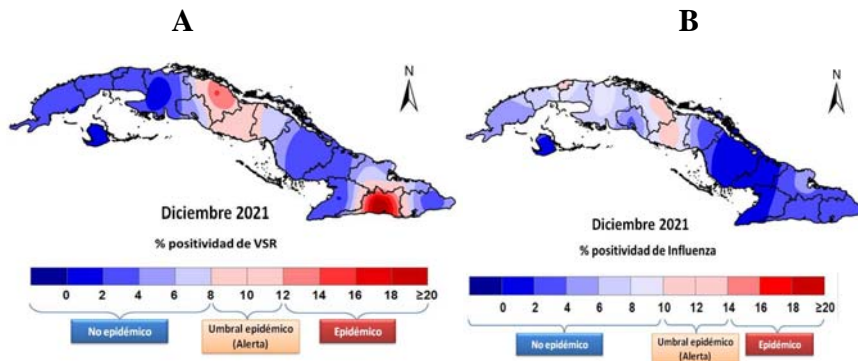 A
N
Diciembre 2021
% positividad de VSR
0 2 4 6 8 10 12 14 16 18 ≥20
No epidémico
Umbral epidémico
(Alerta)
Epidémico
B
N
Diciembre 2021
% positividad de Influenza
0 2 4 6 8 10 12 14 16 18 ≥20
No epidémico
Umbral epidémico
(Alerta)
Epidémico